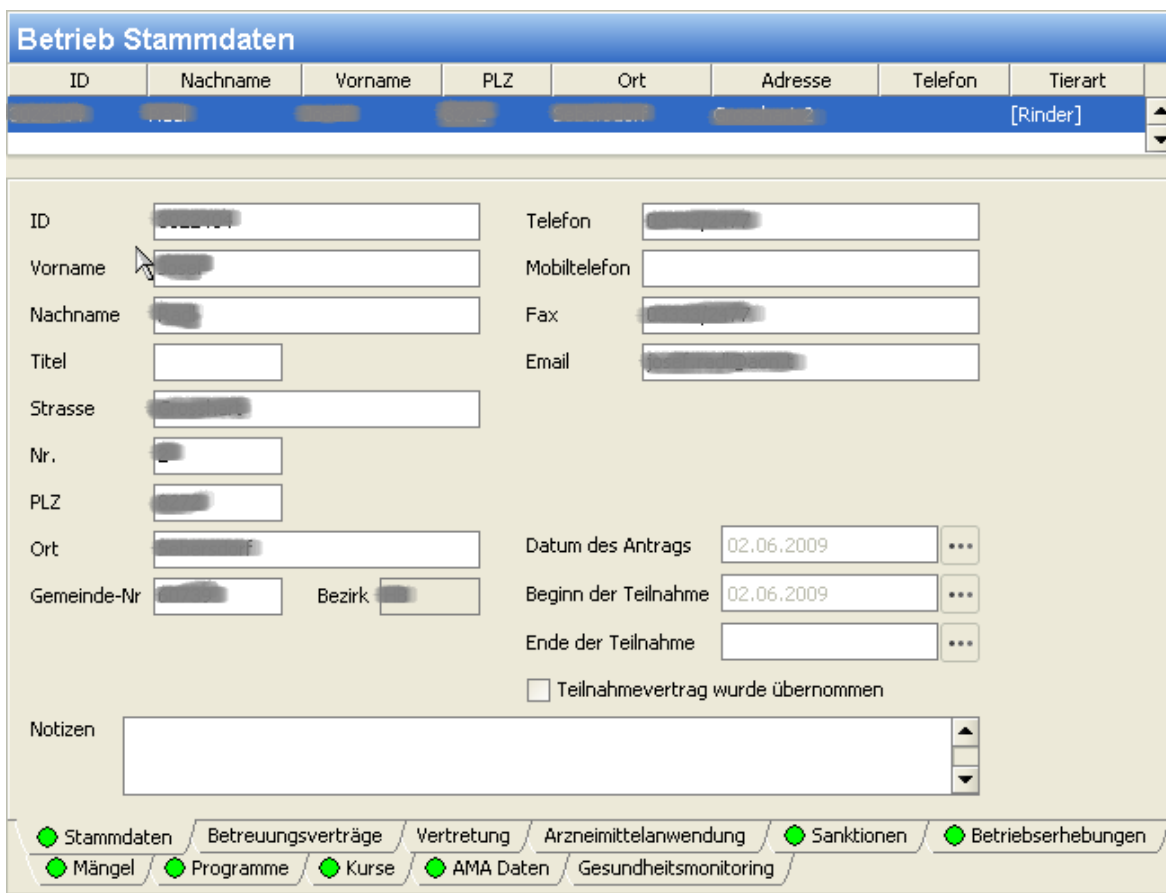 Betrieb Stammdaten
ID Nachname Vorname PLZ Ort Adresse Telefon Tierart
[Rinder]
ID Telefon
Vorname Mobiltelefon
Nachname Fax
Titel Email
Strasse
Nr.
PLZ
Ort Datum des Antrags 02.06.2009 •••
Gemeinde-Nr Bezirk Beginn der Teilnahme 02.06.2009 •••
Ende der Teilnahme •••
Teilnahmevertrag wurde übernommen
Notizen
Stammdaten Betreuungsverträge Vertretung Arzneimittelanwendung Sanktionen Betriebserhebungen
Mängel Programme Kurse AMA Daten Gesundheitsmonitoring